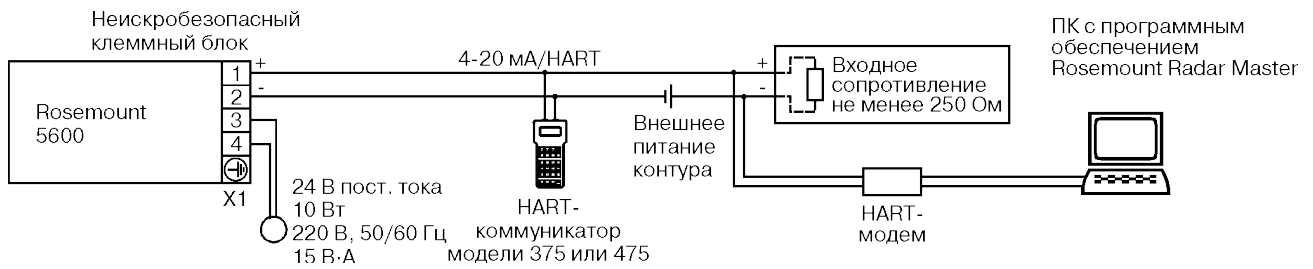 Неискробезопасный
клеммный блок
Rosemount
5600
1
2
3
4
X1
+
-
4-20 мА/HART
24 В пост. тока
10 Вт
220 В, 50/60 Гц
15 В·А
HART-
коммуникатор
модели 375 или 475
Внешнее
питание
контура
+
-
Входное
сопротивление
не менее 250 Ом
HART-
модем
ПК с программным
обеспечением
Rosemount Radar Master